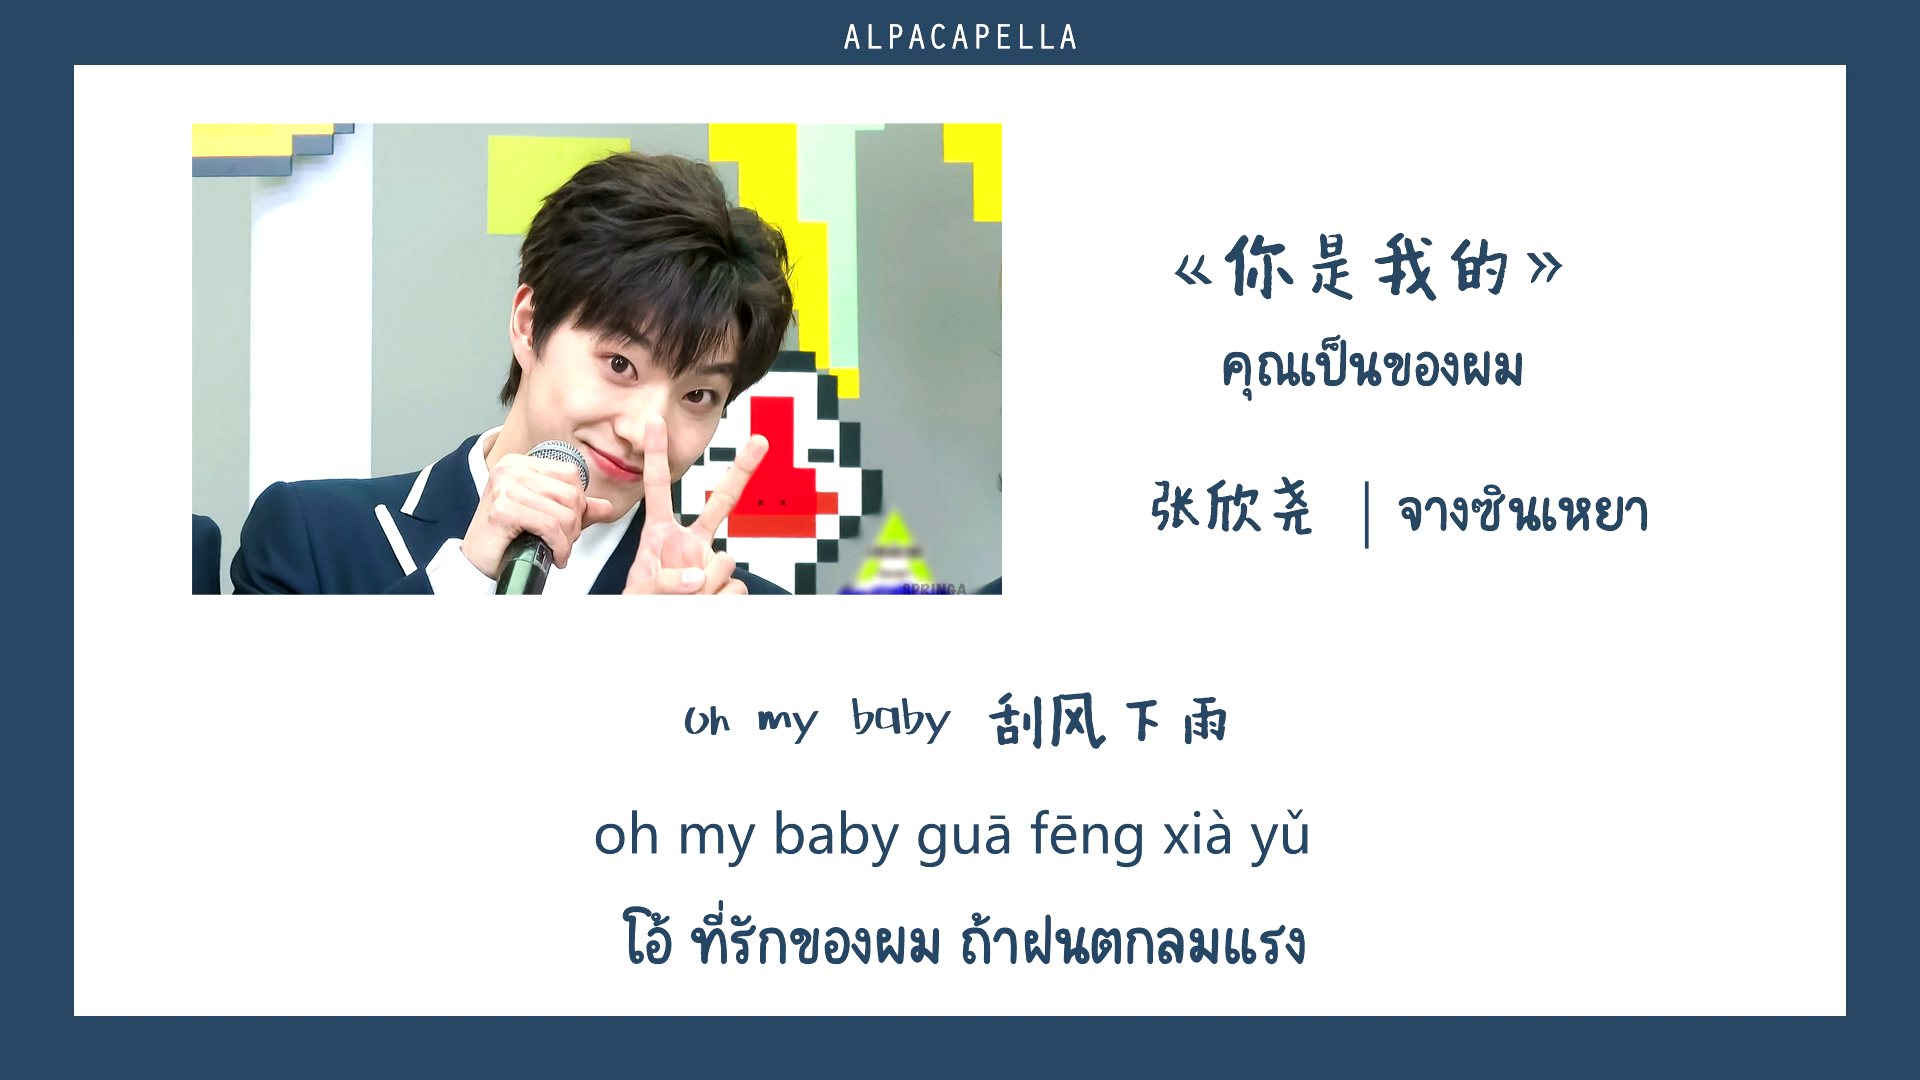 ALPACAPELLA
«你是我的»
คุณเป็นของผม
张欣尧 | จางซินเหยา
SPRINGA
oh my baby 刮风下雨
oh my baby guā fēng xià yǔ
โอ้ ที่รักของผม ถ้าฝนตกลมแรง